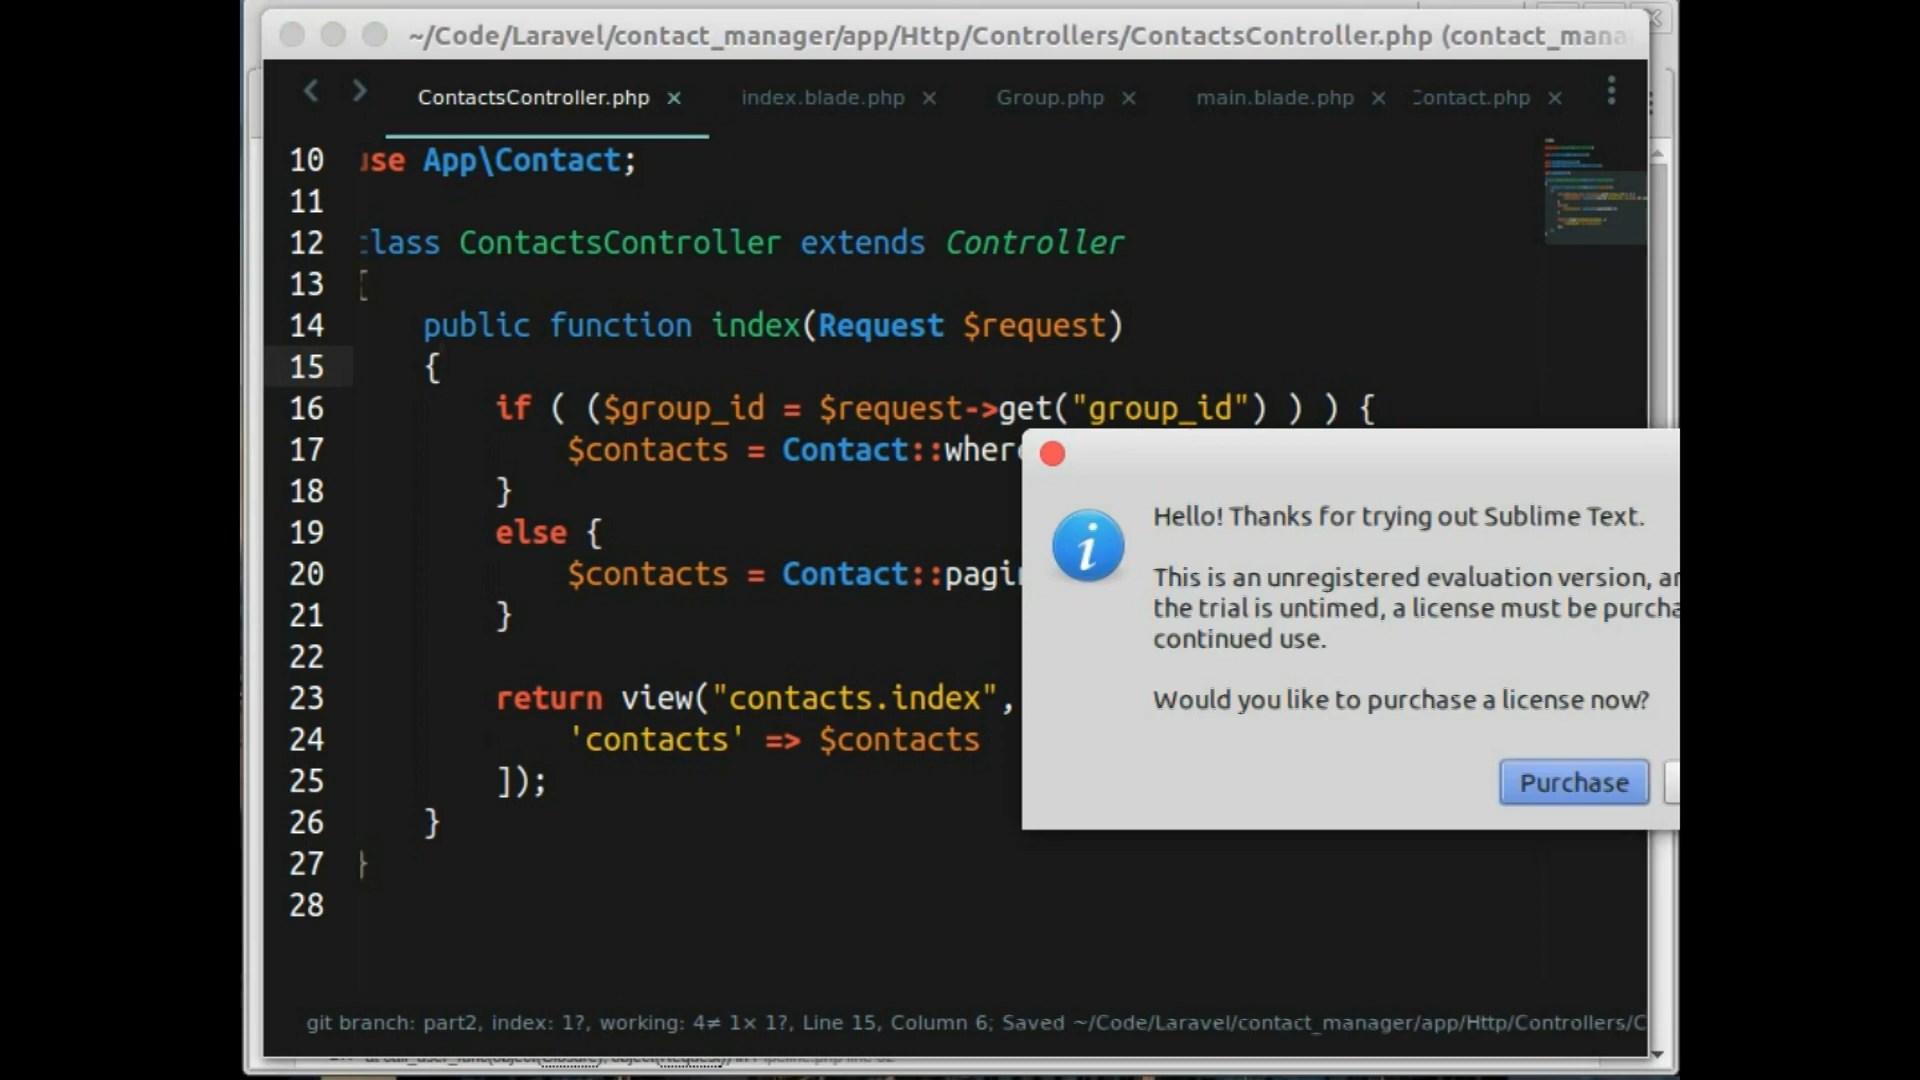 ~/Code/Laravel/contact_manager/app/Http/Controllers/ContactsController.php (contact_mana
ContactsController.php × index.blade.php × Group.php × main.blade.php × Contact.php ×
10 use App\Contact;
11
12 class ContactsController extends Controller
13 {
14 public function index(Request $request)
15 {
16 if ( ($group_id = $request->get("group_id") ) ) {
17 $contacts = Contact::where
18 }
19 else {
20 $contacts = Contact::pagin
21 }
22
23 return view("contacts.index",
24 'contacts' => $contacts
25 ]);
26 }
27 }
28
Hello! Thanks for trying out Sublime Text.
This is an unregistered evaluation version, an
the trial is untimed, a license must be purcha
continued use.
Would you like to purchase a license now?
Purchase
git branch: part2, index: 1?, working: 4≠ 1× 1?, Line 15, Column 6; Saved ~/Code/Laravel/contact_manager/app/Http/Controllers/C